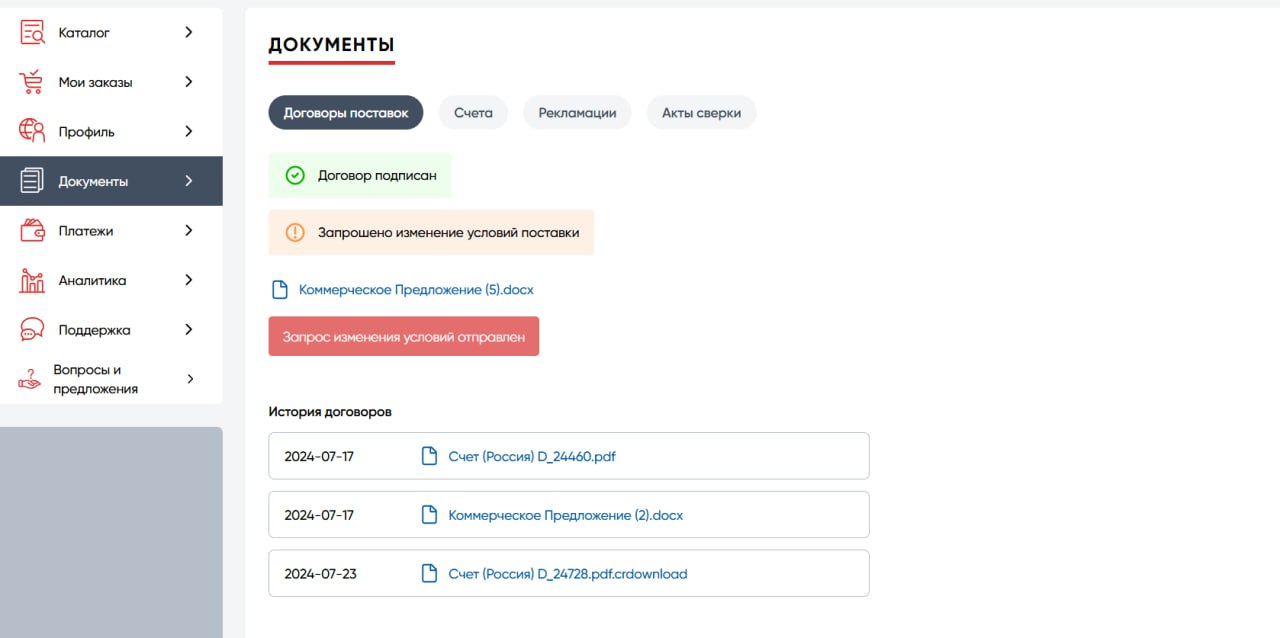 Каталог
Мои заказы
Профиль
Документы
Платежи
Аналитика
Поддержка
Вопросы и
предложения
ДОКУМЕНТЫ
Договоры поставок
Счета
Рекламации
Акты сверки
Договор подписан
Запрошено изменение условий поставки
Коммерческое Предложение (5).docx
Запрос изменения условий отправлен
История договоров
2024-07-17 Счет (Россия) D_24460.pdf
2024-07-17 Коммерческое Предложение (2).docx
2024-07-23 Счет (Россия) D_24728.pdf.crdownload